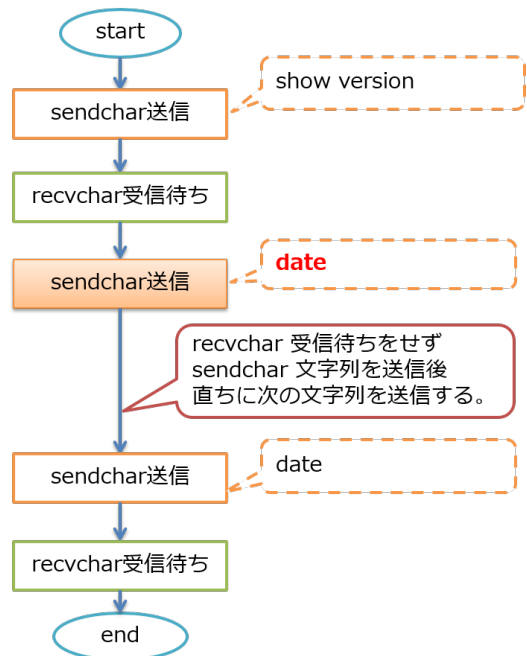 start
sendchar送信
show version
recvchar受信待ち
sendchar送信
date
recvchar 受信待ちをせず
sendchar 文字列を送信後
直ちに次の文字列を送信する。
sendchar送信
date
recvchar受信待ち
end